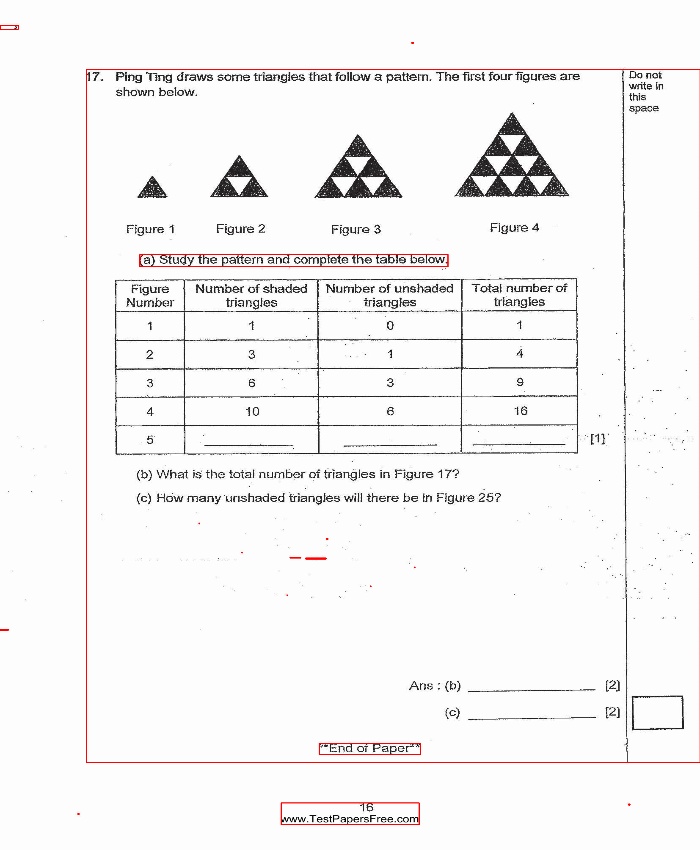 17. Ping Ting draws some triangles that follow a pattern. The first four figures are
shown below.
Do not
write in
this
space
Figure 1 Figure 2 Figure 3 Figure 4
(a) Study the pattern and complete the table below.
Figure Number Number of shaded triangles Number of unshaded triangles Total number of triangles
1 1 0 1
2 3 1 4
3 6 3 9
4 10 6 16
5 [1]
(b) What is the total number of triangles in Figure 17?
(c) How many unshaded triangles will there be in Figure 25?
Ans : (b) [2]
(c) [2]
**End of Paper**
16
www.TestPapersFree.com